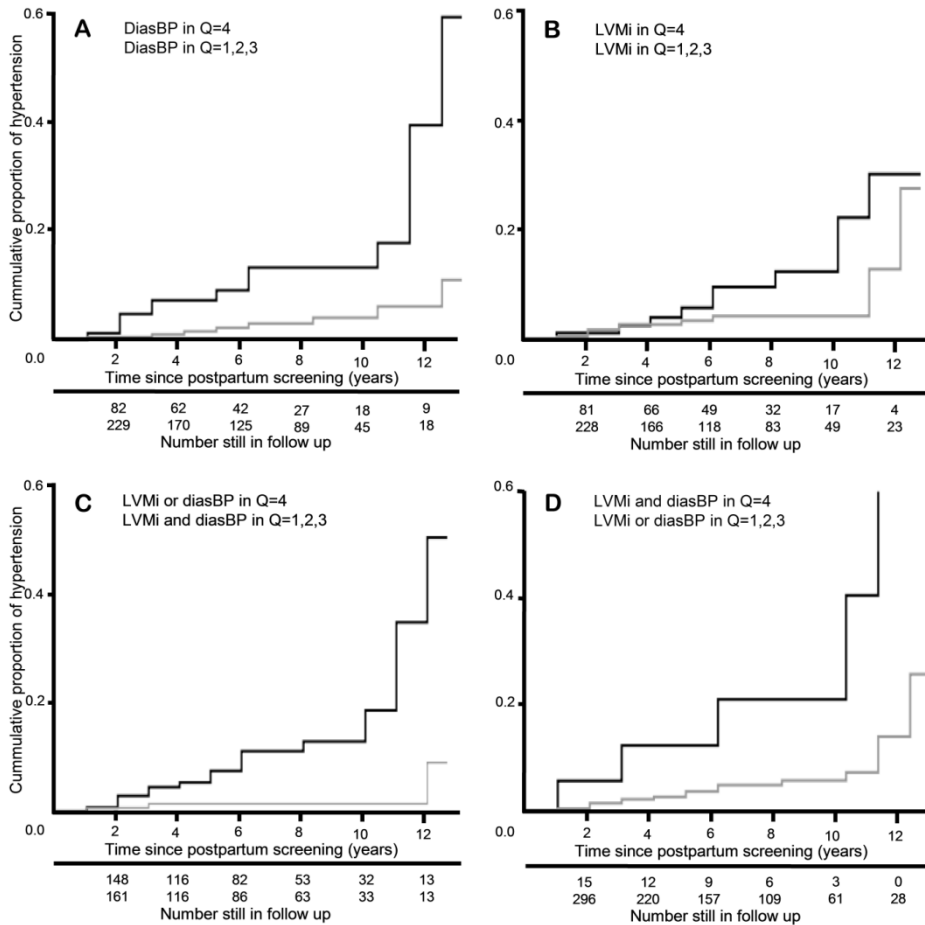 A
DiasBP in Q=4
DiasBP in Q=1,2,3
Cummulative proportion of hypertension
0.6
0.4
0.2
0.0
2 4 6 8 10 12
Time since postpartum screening (years)
82 62 42 27 18 9
229 170 125 89 45 18
Number still in follow up
B
LVMi in Q=4
LVMi in Q=1,2,3
0.6
0.4
0.2
0.0
2 4 6 8 10 12
Time since postpartum screening (years)
81 66 49 32 17 4
228 166 118 83 49 23
Number still in follow up
C
LVMi or diasBP in Q=4
LVMi and diasBP in Q=1,2,3
Cummulative proportion of hypertension
0.6
0.4
0.2
0.0
2 4 6 8 10 12
Time since postpartum screening (years)
148 116 82 53 32 13
161 116 86 63 33 13
Number still in follow up
D
LVMi and diasBP in Q=4
LVMi or diasBP in Q=1,2,3
0.6
0.4
0.2
0.0
2 4 6 8 10 12
Time since postpartum screening (years)
15 12 9 6 3 0
296 220 157 109 61 28
Number still in follow up